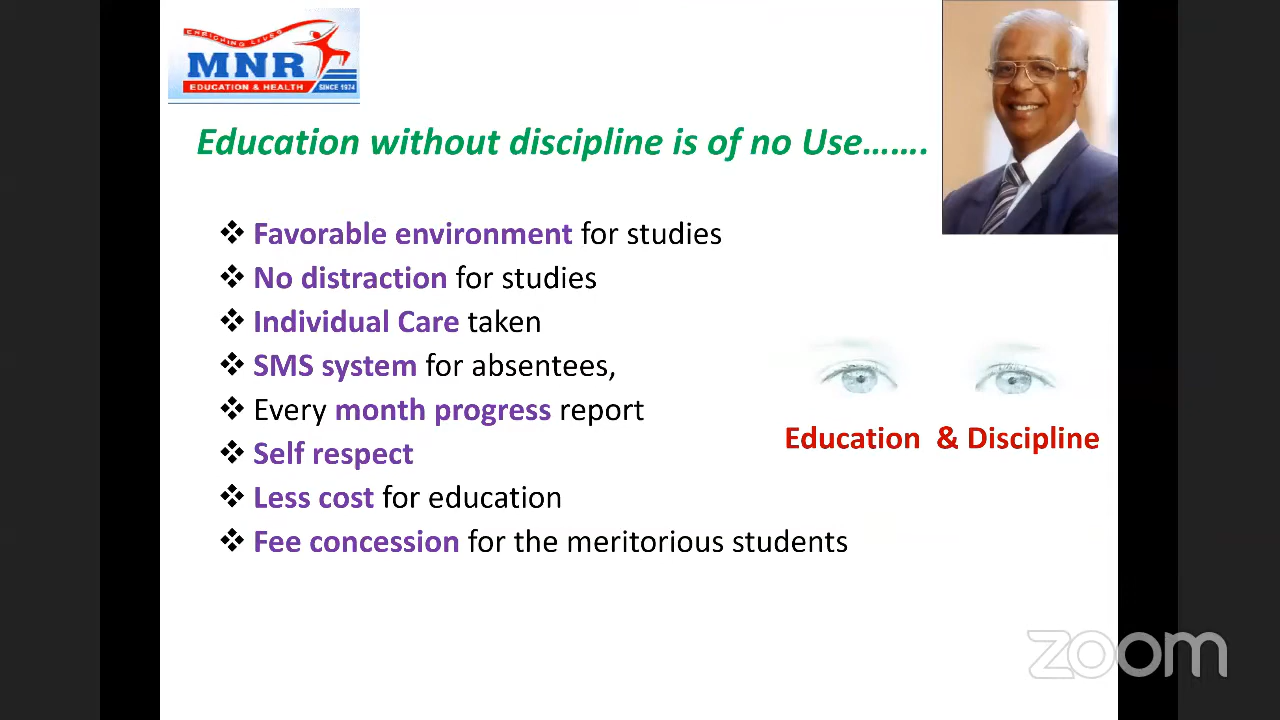 ENRICHING LIVES
MNR
EDUCATION & HEALTH
SINCE 1974
Education without discipline is of no Use…….
❖ Favorable environment for studies
❖ No distraction for studies
❖ Individual Care taken
❖ SMS system for absentees,
❖ Every month progress report
❖ Self respect
❖ Less cost for education
❖ Fee concession for the meritorious students
Education & Discipline
zoom